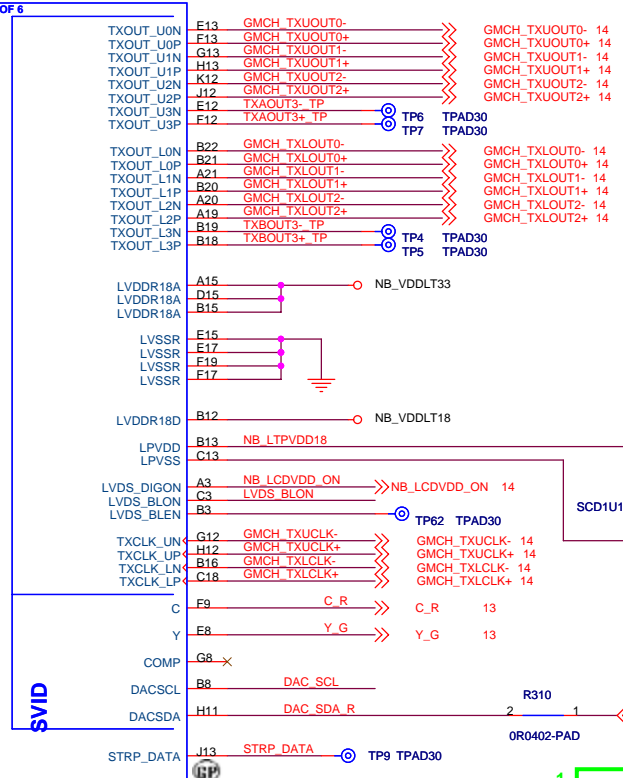 OF 6
TXOUT_U0N E13 GMCH_TXUOUT0- GMCH_TXUOUT0- 14
TXOUT_U0P F13 GMCH_TXUOUT0+ GMCH_TXUOUT0+ 14
TXOUT_U1N G13 GMCH_TXUOUT1- GMCH_TXUOUT1- 14
TXOUT_U1P H13 GMCH_TXUOUT1+ GMCH_TXUOUT1+ 14
TXOUT_U2N K12 GMCH_TXUOUT2- GMCH_TXUOUT2- 14
TXOUT_U2P J12 GMCH_TXUOUT2+ GMCH_TXUOUT2+ 14
TXOUT_U3N E12 TXAOUT3-_TP TP6 TPAD30
TXOUT_U3P F12 TXAOUT3+_TP TP7 TPAD30
TXOUT_L0N B22 GMCH_TXLOUT0- GMCH_TXLOUT0- 14
TXOUT_L0P B21 GMCH_TXLOUT0+ GMCH_TXLOUT0+ 14
TXOUT_L1N A21 GMCH_TXLOUT1- GMCH_TXLOUT1- 14
TXOUT_L1P B20 GMCH_TXLOUT1+ GMCH_TXLOUT1+ 14
TXOUT_L2N A20 GMCH_TXLOUT2- GMCH_TXLOUT2- 14
TXOUT_L2P A19 GMCH_TXLOUT2+ GMCH_TXLOUT2+ 14
TXOUT_L3N B19 TXBOUT3-_TP TP4 TPAD30
TXOUT_L3P B18 TXBOUT3+_TP TP5 TPAD30
LVDDR18A A15 NB_VDDLT33
LVDDR18A D15
LVDDR18A B15
LVSSR E15
LVSSR E17
LVSSR F19
LVSSR F17
LVDDR18D B12 NB_VDDLT18
LPVDD B13 NB_LTPVDD18
LPVSS C13
LVDS_DIGON A3 NB_LCDVDD_ON NB_LCDVDD_ON 14
LVDS_BLON C3 LVDS_BLON SCD1U1
LVDS_BLEN B3 TP62 TPAD30
TXCLK_UN G12 GMCH_TXUCLK- GMCH_TXUCLK- 14
TXCLK_UP H12 GMCH_TXUCLK+ GMCH_TXUCLK+ 14
TXCLK_LN B16 GMCH_TXLCLK- GMCH_TXLCLK- 14
TXCLK_LP C18 GMCH_TXLCLK+ GMCH_TXLCLK+ 14
C F9 C_R C_R 13
Y E8 Y_G Y_G 13
COMP G8
DACSCL B8 DAC_SCL R310
DACSDA H11 DAC_SDA_R 2 1
SVID
0R0402-PAD
STRP_DATA J13 STRP_DATA TP9 TPAD30
GP
1